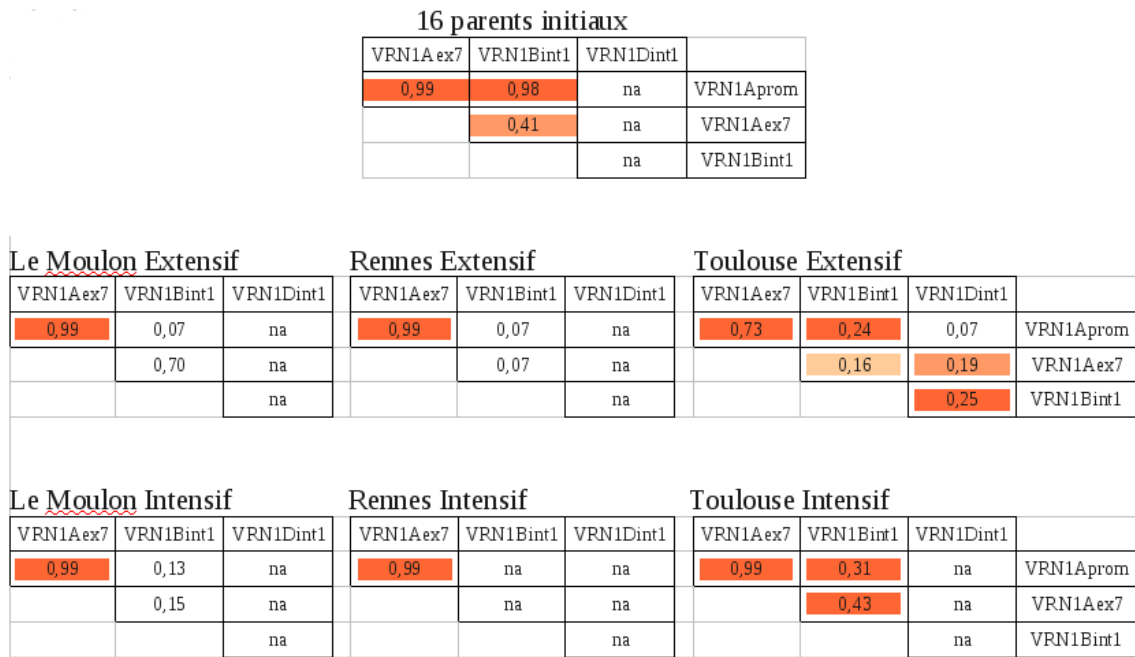 16 parents initiaux
VRN1Aex7 VRN1Bint1 VRN1Dint1
0,99 0,98 na VRN1Aprom
0,41 na VRN1Aex7
na VRN1Bint1
Le Moulon Extensif Rennes Extensif Toulouse Extensif
VRN1Aex7 VRN1Bint1 VRN1Dint1 VRN1Aex7 VRN1Bint1 VRN1Dint1 VRN1Aex7 VRN1Bint1 VRN1Dint1
0,99 0,07 na 0,99 0,07 na 0,73 0,24 0,07 VRN1Aprom
0,70 na 0,07 na 0,16 0,19 VRN1Aex7
na na 0,25 VRN1Bint1
Le Moulon Intensif Rennes Intensif Toulouse Intensif
VRN1Aex7 VRN1Bint1 VRN1Dint1 VRN1Aex7 VRN1Bint1 VRN1Dint1 VRN1Aex7 VRN1Bint1 VRN1Dint1
0,99 0,13 na 0,99 na na 0,99 0,31 na VRN1Aprom
0,15 na na na 0,43 na VRN1Aex7
na na na VRN1Bint1